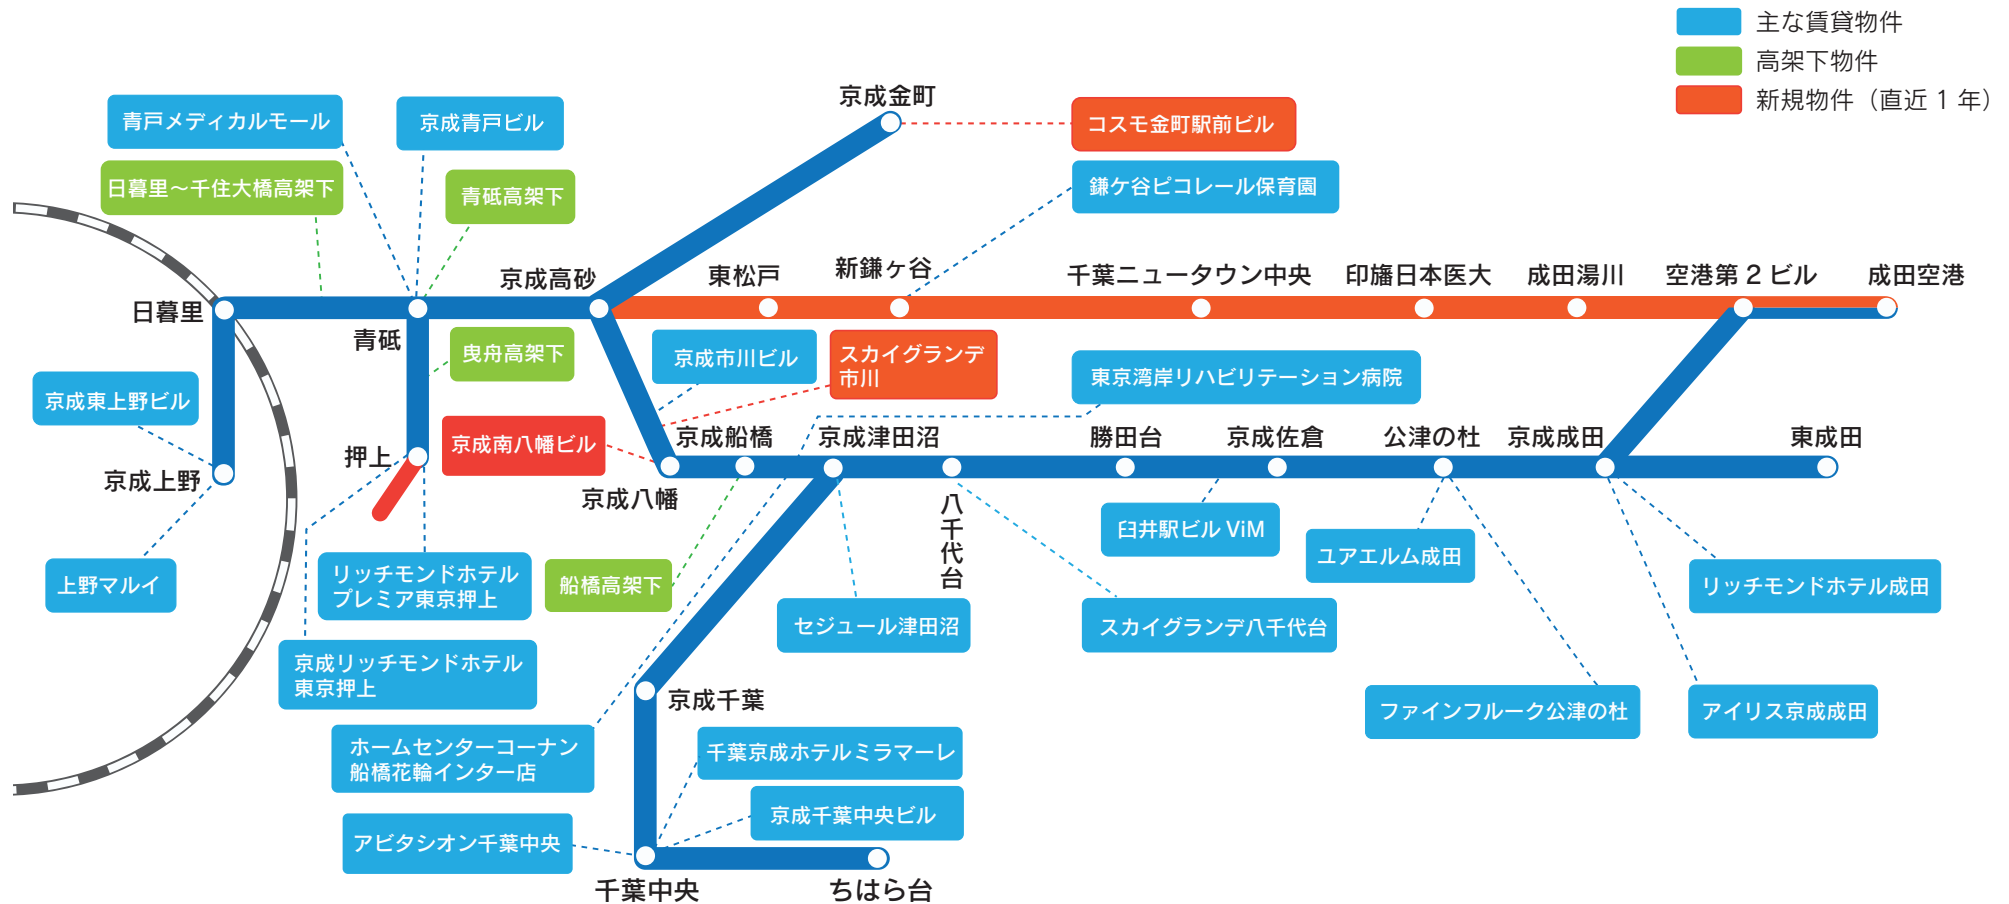 主な賃貸物件
高架下物件
新規物件（直近1年）
京成金町
青戸メディカルモール
京成青戸ビル
コスモ金町駅前ビル
日暮里～千住大橋高架下
青砥高架下
鎌ケ谷ピコレール保育園
京成高砂
東松戸
新鎌ヶ谷
千葉ニュータウン中央
印旛日本医大
成田湯川
空港第2ビル
成田空港
日暮里
青砥
曳舟高架下
京成市川ビル
スカイグランデ
市川
東京湾岸リハビリテーション病院
京成東上野ビル
京成南八幡ビル
京成船橋
京成津田沼
勝田台
京成佐倉
公津の杜
京成成田
東成田
押上
京成上野
京成八幡
八千代台
臼井駅ビル ViM
ユアエルム成田
上野マルイ
リッチモンドホテル
プレミア東京押上
船橋高架下
リッチモンドホテル成田
セジュール津田沼
スカイグランデ八千代台
京成リッチモンドホテル
東京押上
京成千葉
ファインフルーク公津の杜
アイリス京成成田
ホームセンターコーナン
船橋花輪インター店
千葉京成ホテルミラマーレ
京成千葉中央ビル
アビタシオン千葉中央
千葉中央
ちはら台